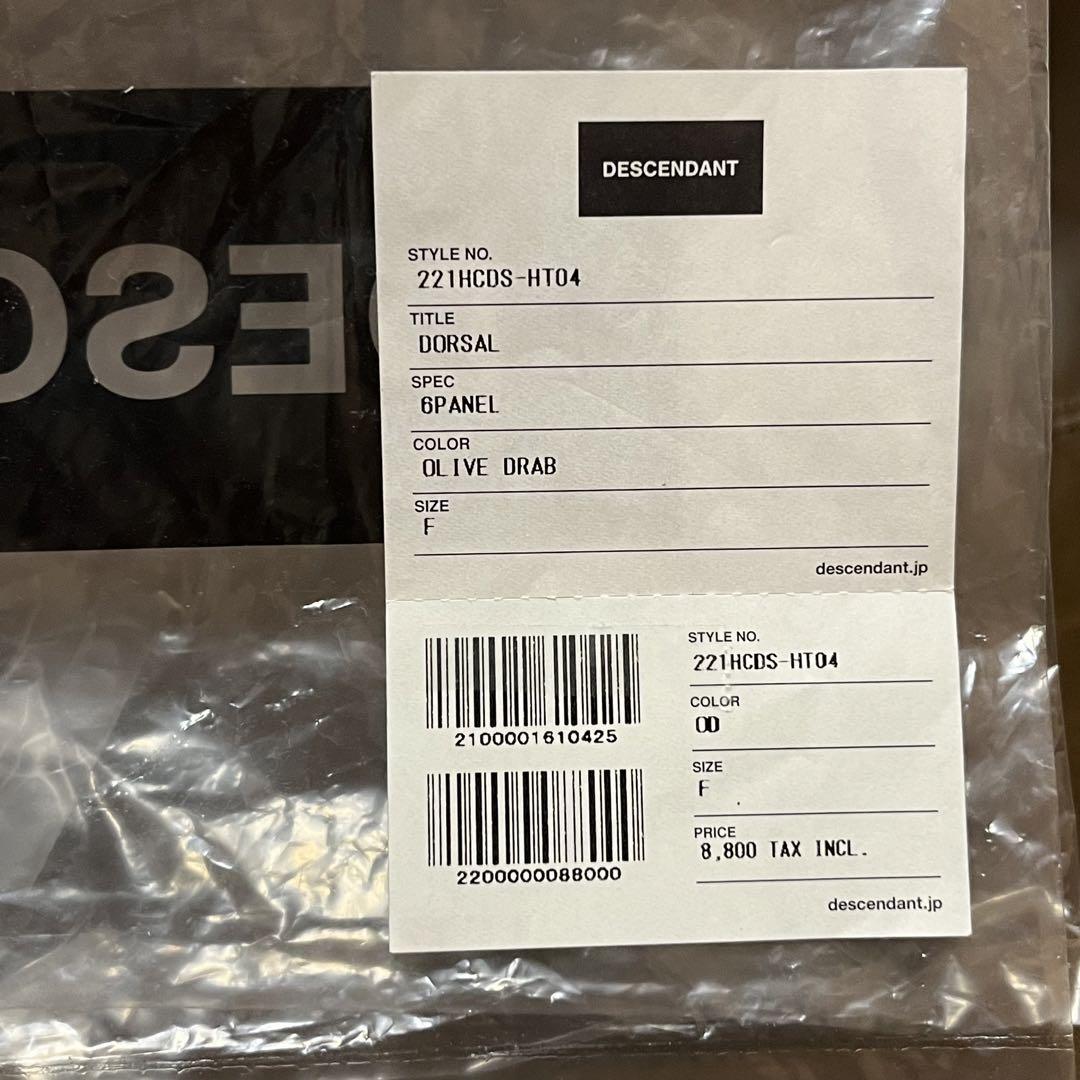 DESCENDANT
STYLE NO.
221HCDS-HT04
TITLE
DORSAL
SPEC
6PANEL
COLOR
OLIVE DRAB
SIZE
F
descendant.jp
2100001610425
2200000088000
STYLE NO.
221HCDS-HT04
COLOR
OD
SIZE
F
PRICE
8,800 TAX INCL.
descendant.jp
ESC